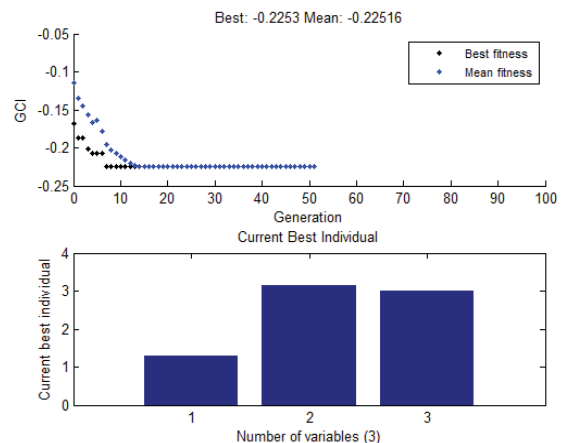 Best: -0.2253 Mean: -0.22516
-0.05
-0.1
-0.15
-0.2
-0.25
GCI
Best fitness
Mean fitness
0 10 20 30 40 50 60 70 80 90 100
Generation
Current Best Individual
4
3
2
1
0
Current best individual
1 2 3
Number of variables (3)